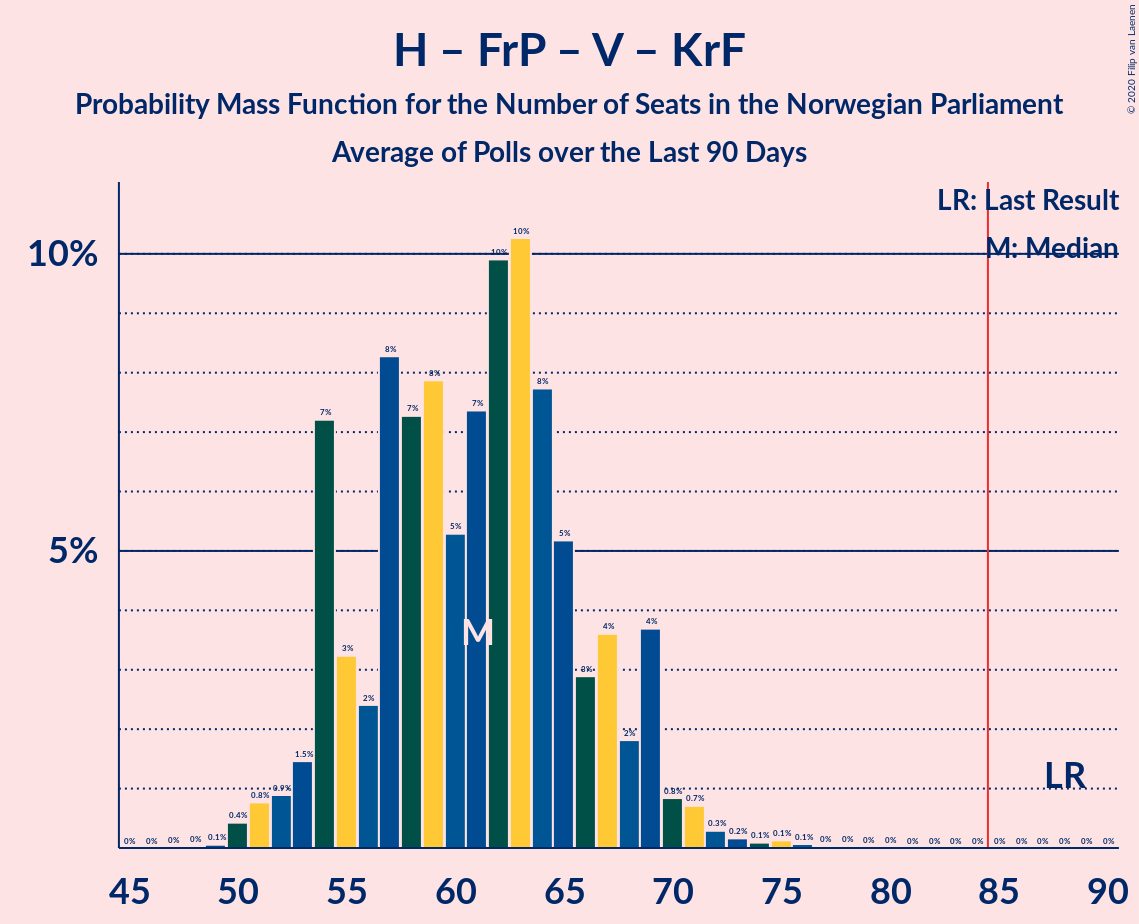 H – FrP – V – KrF
Probability Mass Function for the Number of Seats in the Norwegian Parliament
Average of Polls over the Last 90 Days
© 2020 Filip van Laenen
LR: Last Result
M: Median
10%
5%
0% 0% 0% 0% 0.1% 0.4% 0.8% 0.9% 1.5% 7% 3% 2% 8% 7% 8% 5% 7% 10% 10% 8% 5% 3% 4% 2% 4% 0.8% 0.7% 0.3% 0.2% 0.1% 0.1% 0.1% 0% 0% 0% 0% 0% 0% 0% 0% 0% 0% 0% 0% 0% 0%
M
LR
45 50 55 60 65 70 75 80 85 90